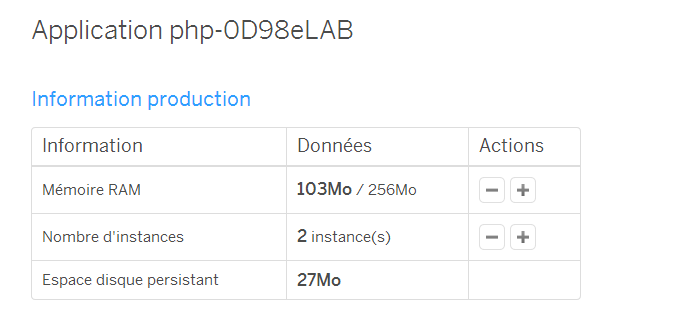 Application php-0D98eLAB
Information production
Information Données Actions
Mémoire RAM 103Mo / 256Mo
Nombre d'instances 2 instance(s)
Espace disque persistant 27Mo